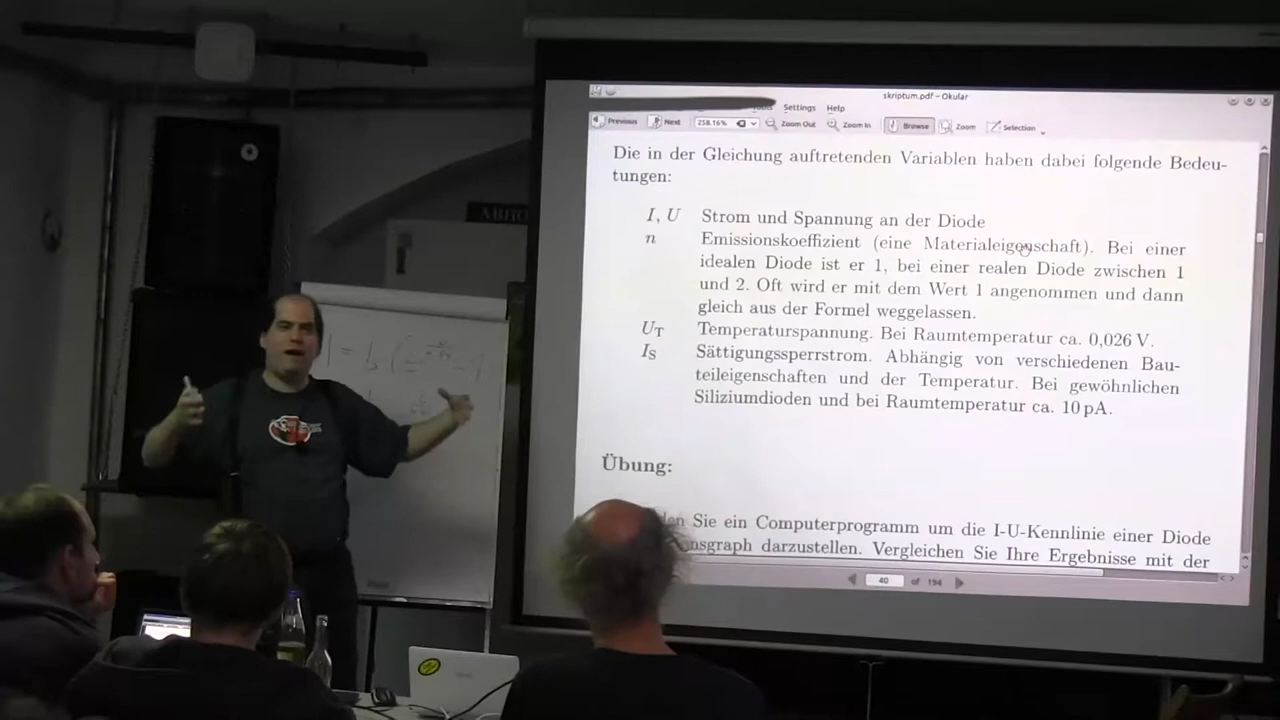 skriptum.pdf – Okular
Settings Help
Previous Next 258.16% Zoom Out Zoom In Browse Zoom Selection
Die in der Gleichung auftretenden Variablen haben dabei folgende Bedeu-
tungen:
I, U Strom und Spannung an der Diode
n Emissionskoeffizient (eine Materialeigenschaft). Bei einer
idealen Diode ist er 1, bei einer realen Diode zwischen 1
und 2. Oft wird er mit dem Wert 1 angenommen und dann
gleich aus der Formel weggelassen.
U_T Temperaturspannung. Bei Raumtemperatur ca. 0,026 V.
I_S Sättigungssperrstrom. Abhängig von verschiedenen Bau-
teileigenschaften und der Temperatur. Bei gewöhnlichen
Siliziumdioden und bei Raumtemperatur ca. 10 pA.
Übung:
Sie ein Computerprogramm um die I-U-Kennlinie einer Diode
darzustellen. Vergleichen Sie Ihre Ergebnisse mit der
40 of 194